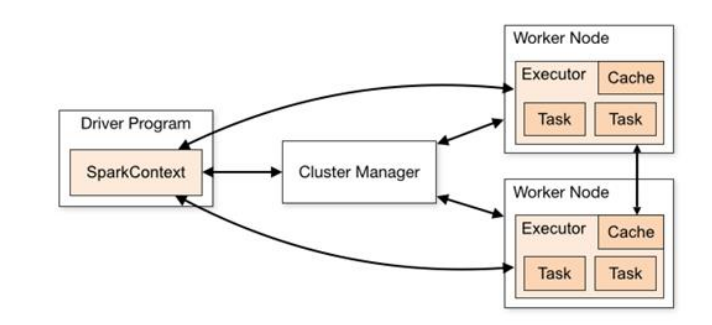 Driver Program
SparkContext
Cluster Manager
Worker Node
Executor
Cache
Task
Task
Worker Node
Executor
Cache
Task
Task